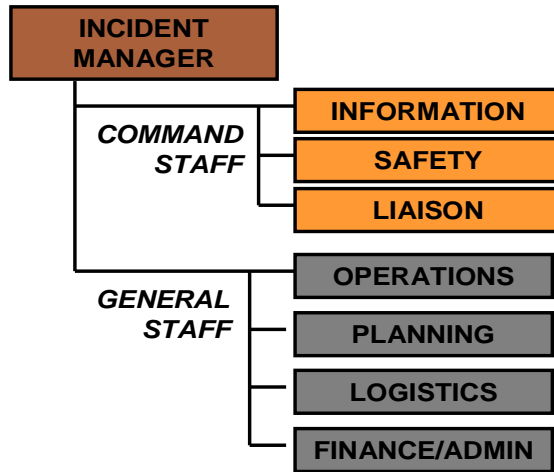 INCIDENT
MANAGER
INFORMATION
COMMAND
STAFF
SAFETY
LIAISON
OPERATIONS
GENERAL
STAFF
PLANNING
LOGISTICS
FINANCE/ADMIN